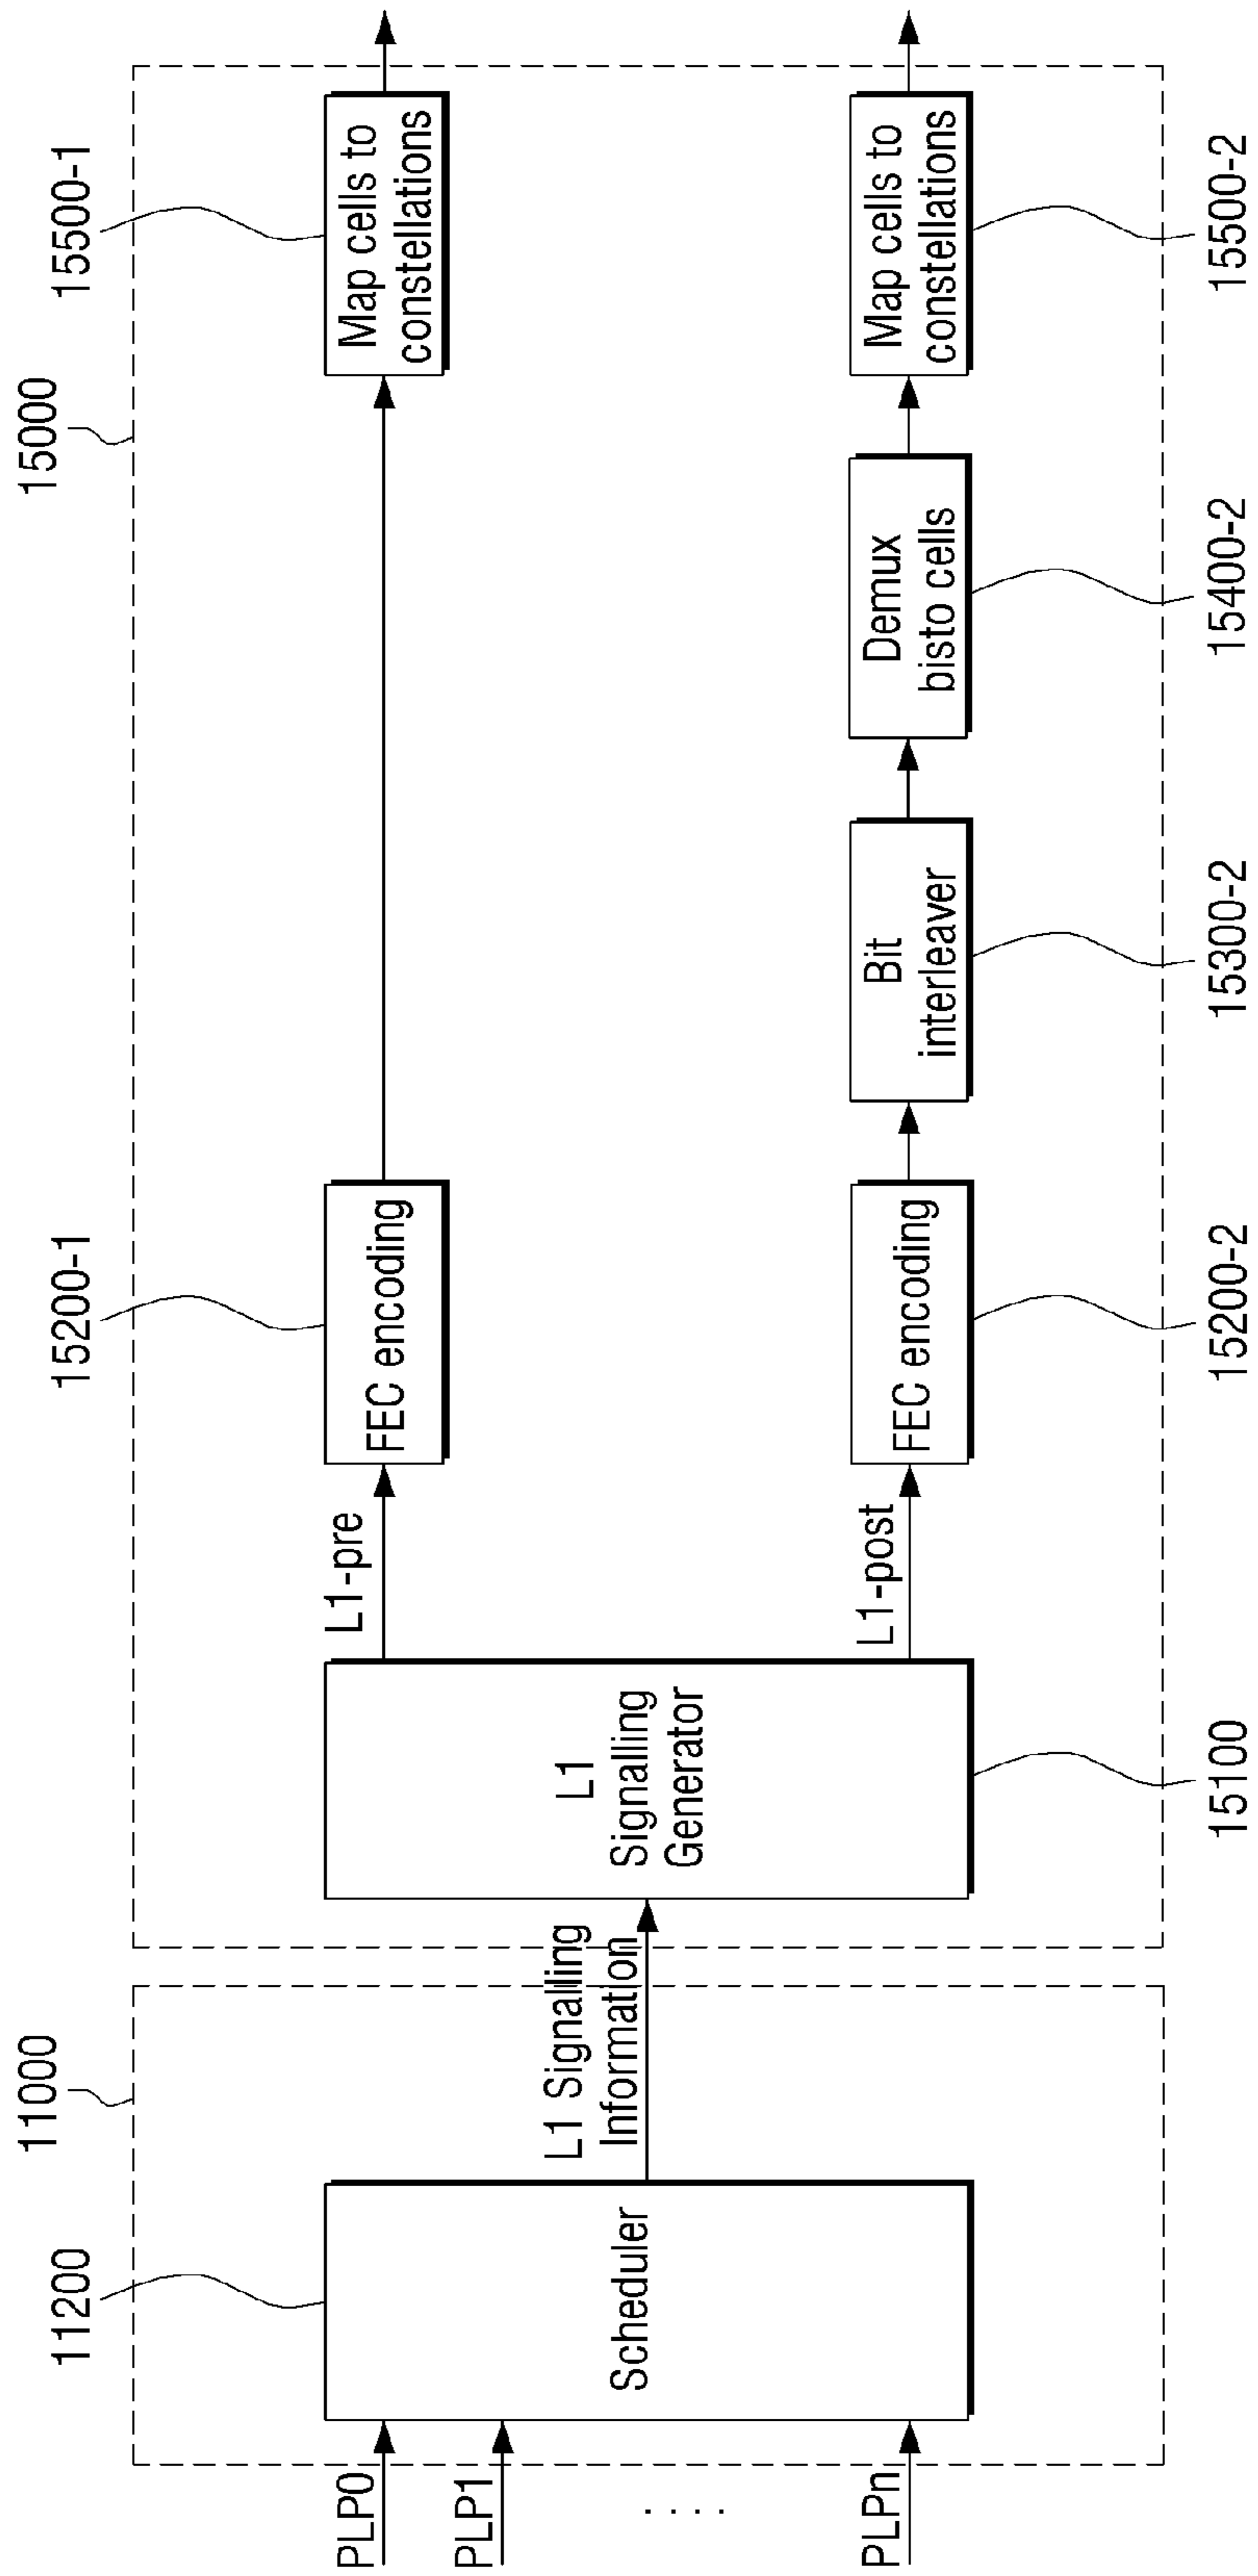 11000
15000
11200
15200-1
15500-1
PLP0
PLP1
. . . .
PLPn
Scheduler
L1 Signalling
Information
L1
Signalling
Generator
L1-pre
FEC encoding
Map cells to
constellations
L1-post
FEC encoding
Bit
interleaver
Demux
bisto cells
Map cells to
constellations
15100
15200-2
15300-2
15400-2
15500-2